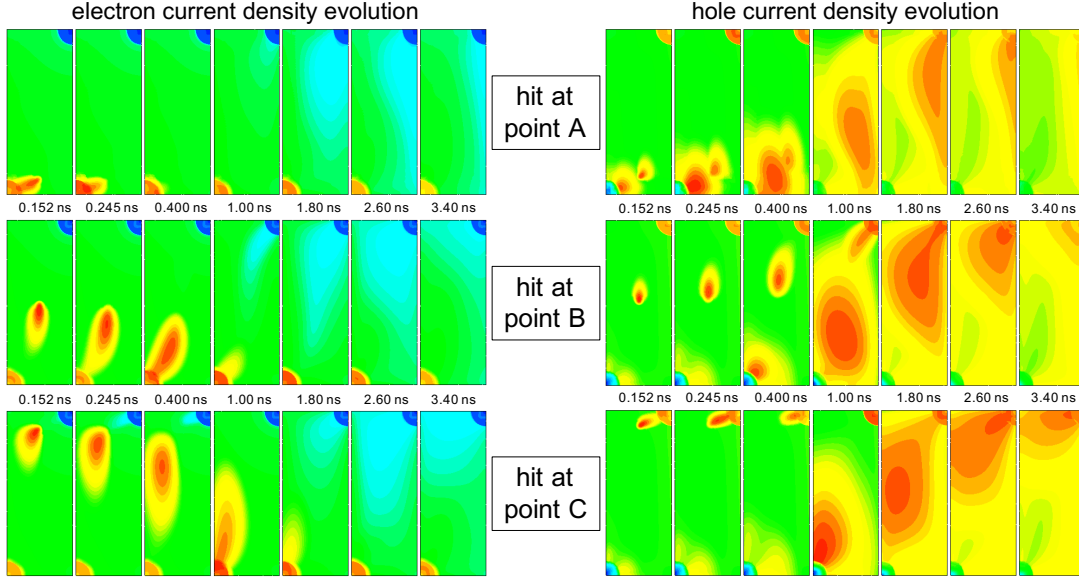 electron current density evolution
hole current density evolution
hit at
point A
0.152 ns 0.245 ns 0.400 ns 1.00 ns 1.80 ns 2.60 ns 3.40 ns
0.152 ns 0.245 ns 0.400 ns 1.00 ns 1.80 ns 2.60 ns 3.40 ns
hit at
point B
0.152 ns 0.245 ns 0.400 ns 1.00 ns 1.80 ns 2.60 ns 3.40 ns
0.152 ns 0.245 ns 0.400 ns 1.00 ns 1.80 ns 2.60 ns 3.40 ns
hit at
point C